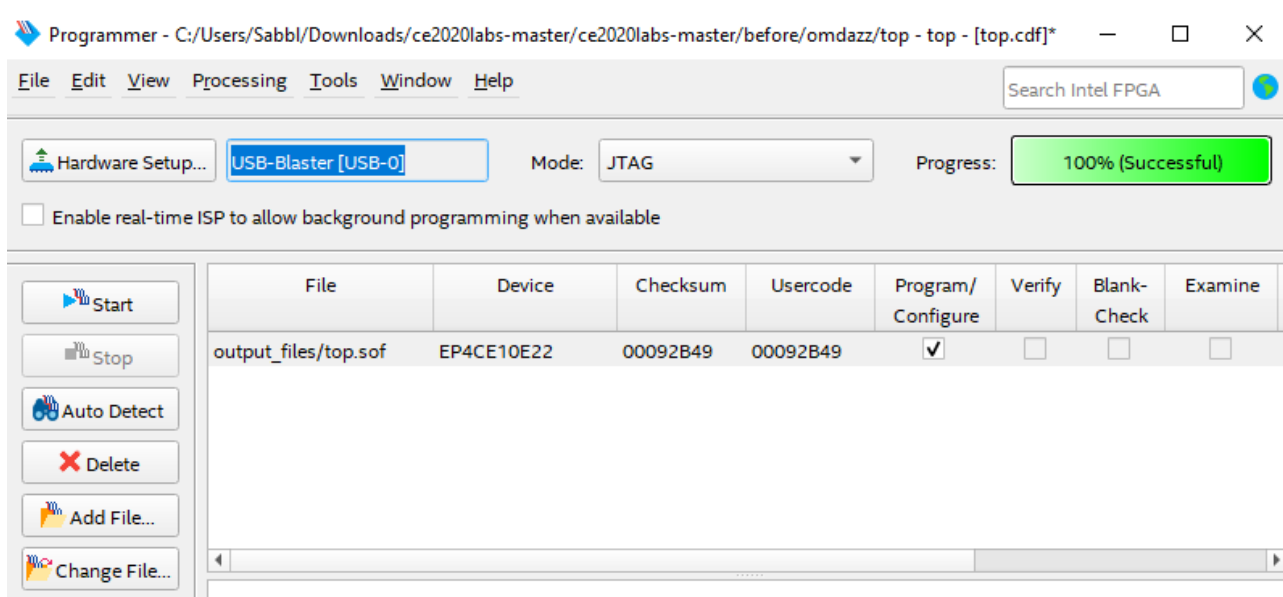 Programmer - C:/Users/Sabbl/Downloads/ce2020labs-master/ce2020labs-master/before/omdazz/top - top - [top.cdf]*
File Edit View Processing Tools Window Help
Search Intel FPGA
Hardware Setup... USB-Blaster [USB-0] Mode: JTAG Progress: 100% (Successful)
Enable real-time ISP to allow background programming when available
Start
Stop
Auto Detect
Delete
Add File...
Change File...
File Device Checksum Usercode Program/ Verify Blank- Examine
Configure Check
output_files/top.sof EP4CE10E22 00092B49 00092B49